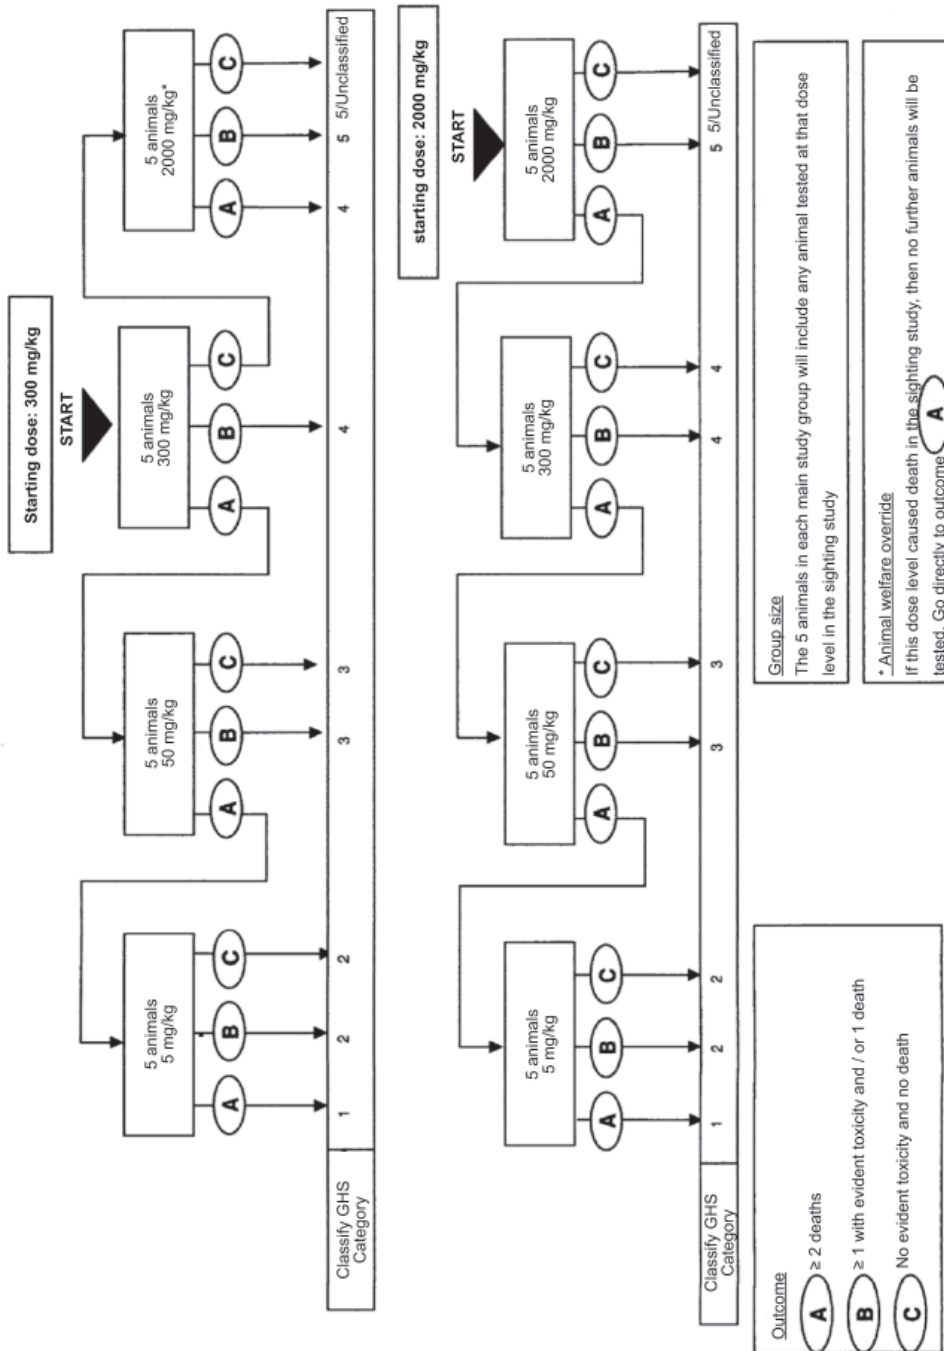 Starting dose: 300 mg/kg
START
5 animals
5 mg/kg
5 animals
50 mg/kg
5 animals
300 mg/kg
5 animals
2000 mg/kg*
A
B
C
A
B
C
A
B
C
A
B
C
Classify GHS
Category
1
2
2
3
3
4
4
5
5/Unclassified
starting dose: 2000 mg/kg
START
5 animals
5 mg/kg
5 animals
50 mg/kg
5 animals
300 mg/kg
5 animals
2000 mg/kg
A
B
C
A
B
C
A
B
C
A
B
C
Classify GHS
Category
1
2
2
3
3
4
4
5
5/Unclassified
Outcome
A ≥ 2 deaths
B ≥ 1 with evident toxicity and / or 1 death
C No evident toxicity and no death
Group size
The 5 animals in each main study group will include any animal tested at that dose
level in the sighting study
* Animal welfare override
If this dose level caused death in the sighting study, then no further animals will be
tested. Go directly to outcome A